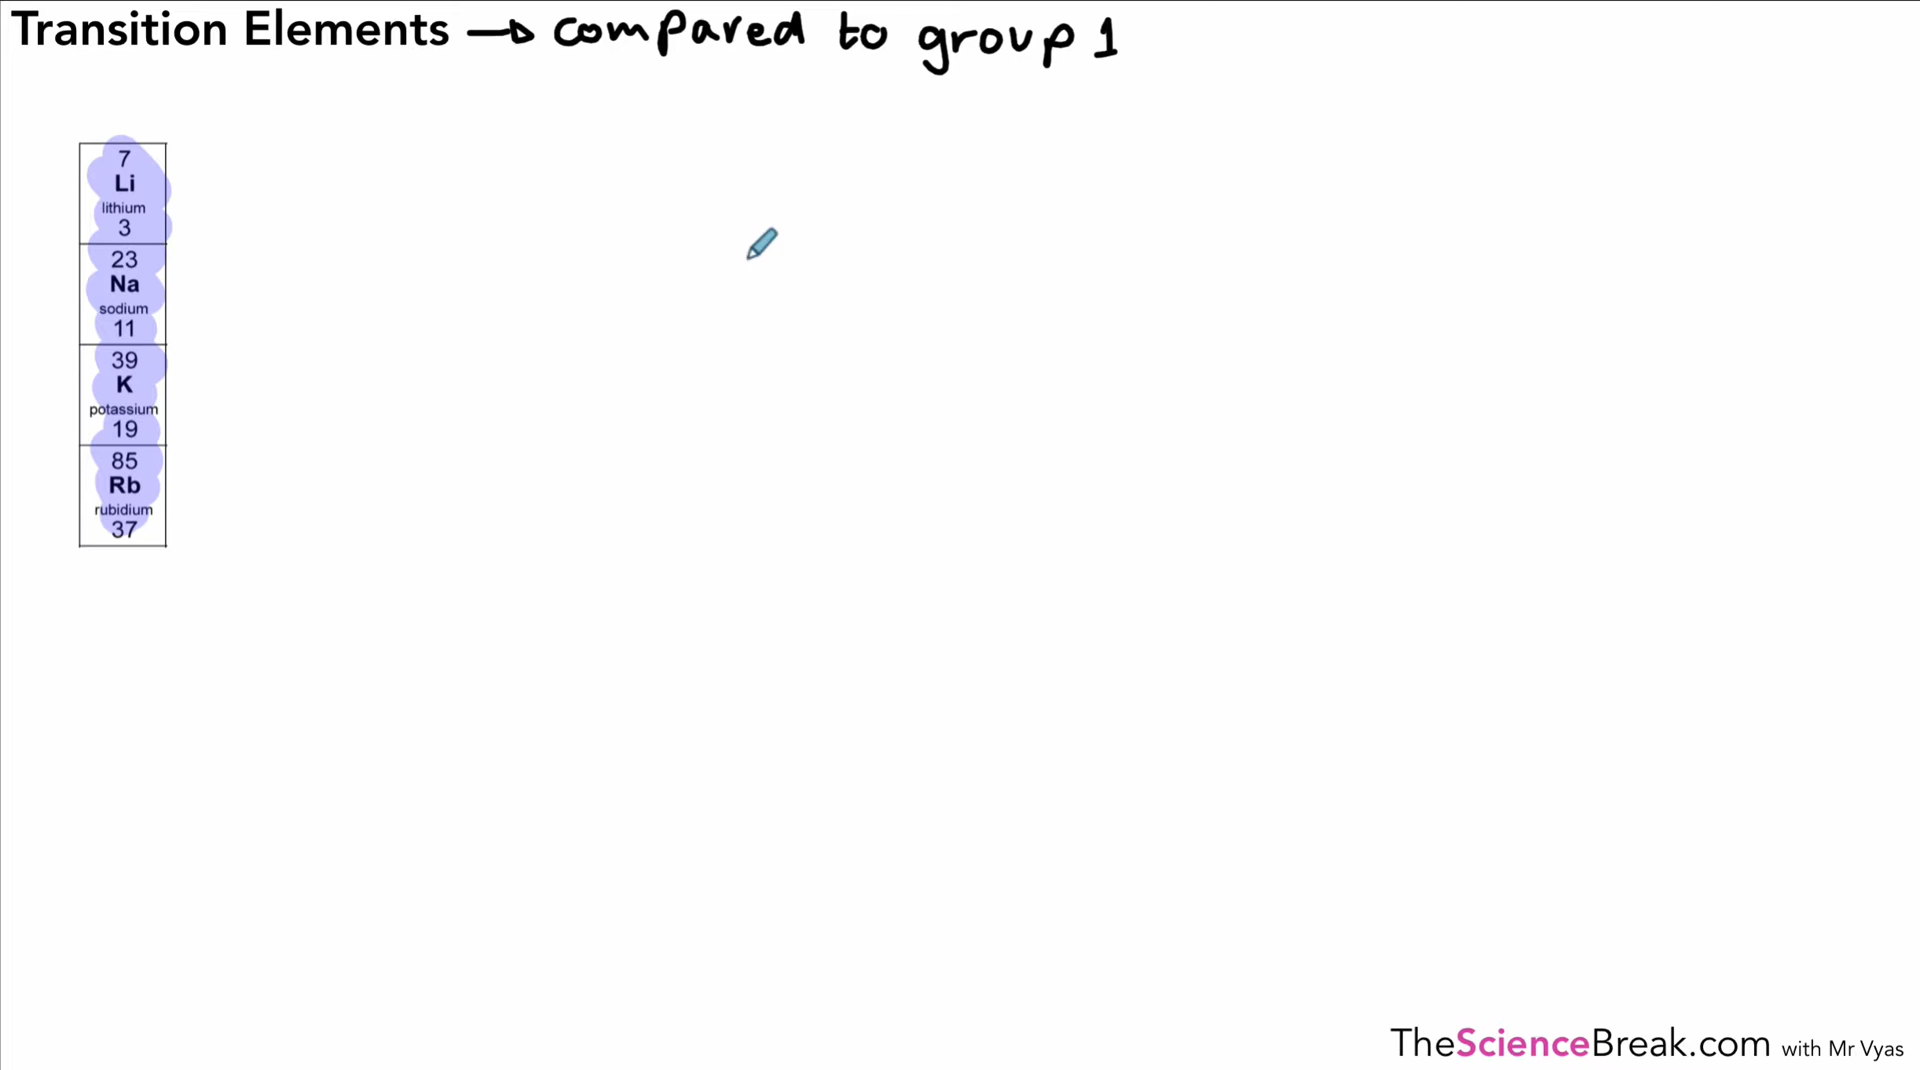 Transition Elements → compared to group 1
7
Li
lithium
3
23
Na
sodium
11
39
K
potassium
19
85
Rb
rubidium
37
TheScienceBreak.com with Mr Vyas